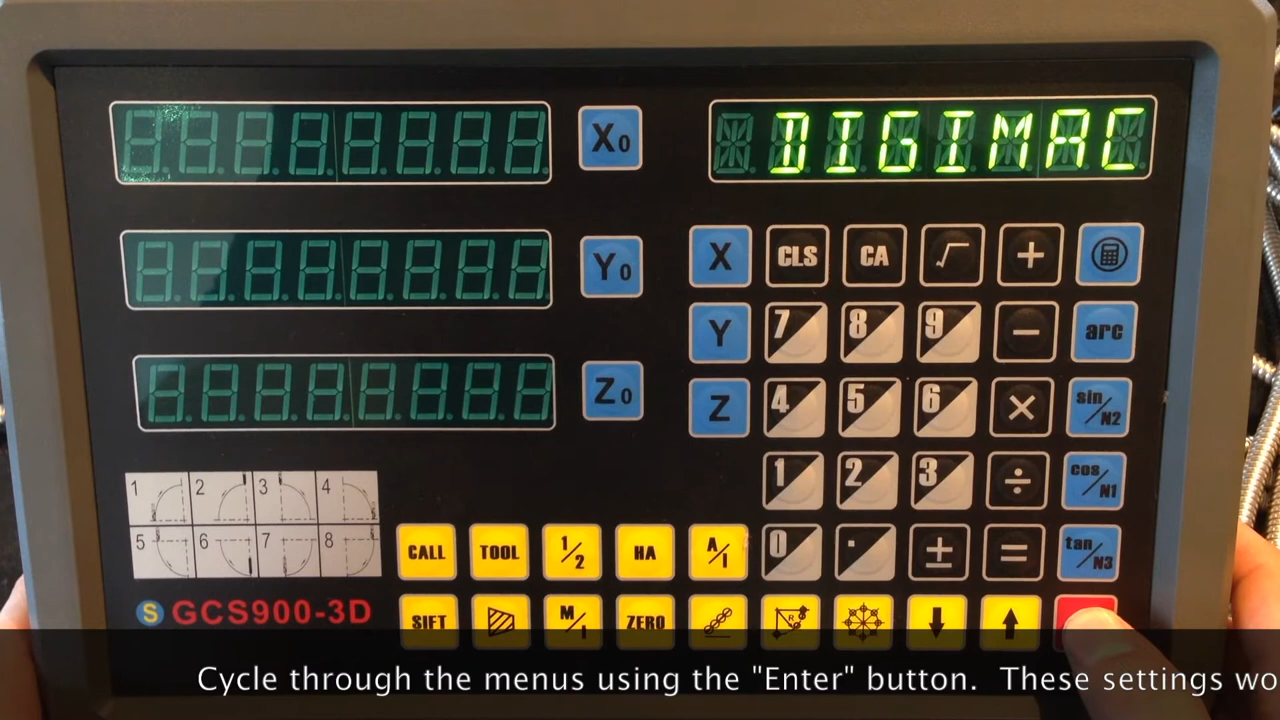 X0
DIGIMAC
Y0
Z0
X CLS CA √ +
Y 7 8 9 − arc
Z 4 5 6 × sin/N2
1 2 3 ÷ cos/N1
0 . ± = tan/N3
1 2 3 4
5 6 7 8
CALL TOOL 1/2 HA A/I
S GCS900-3D
SIFT M/I ZERO R ↓ ↑
Cycle through the menus using the "Enter" button. These settings wo